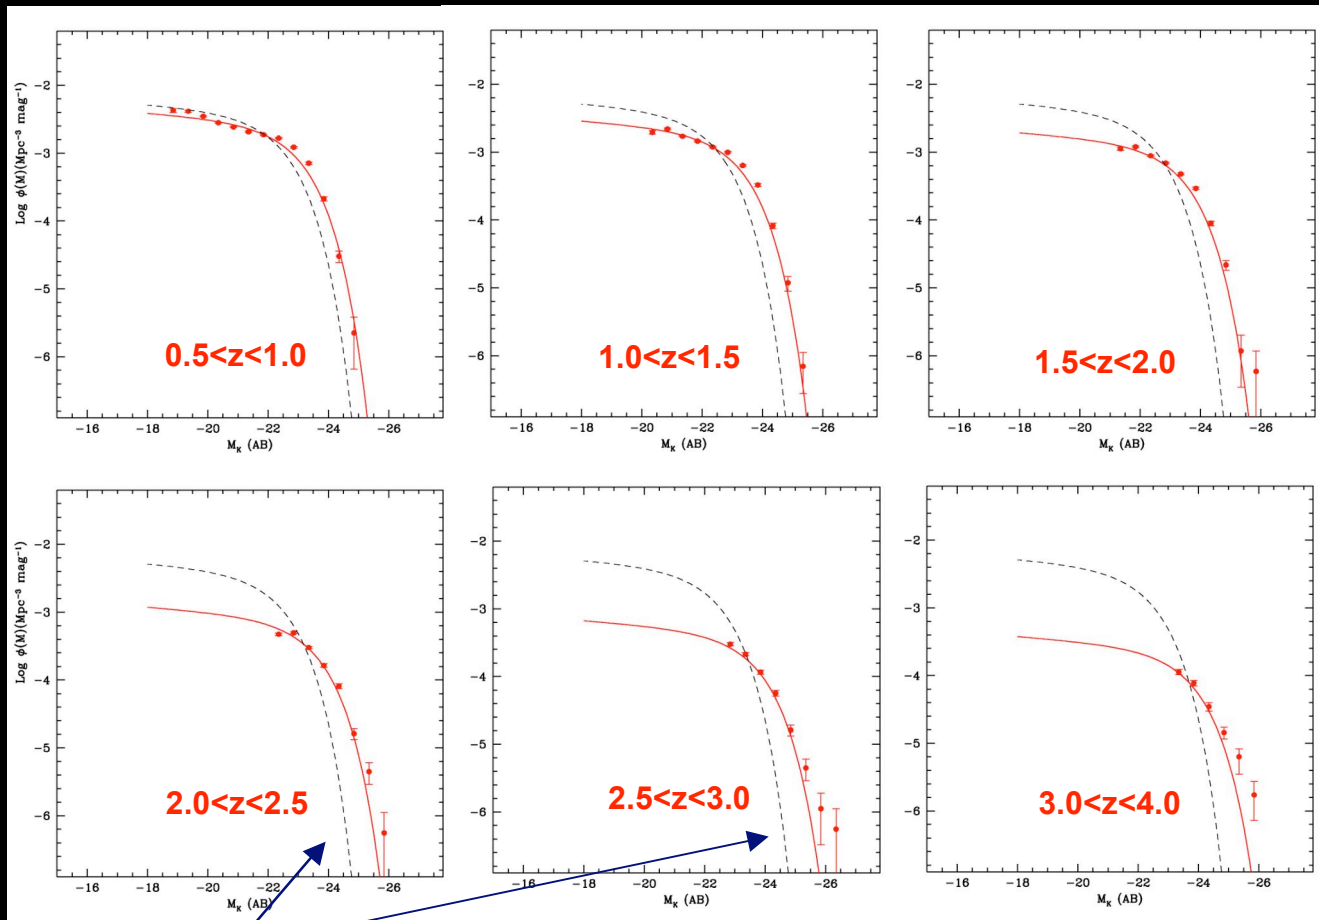 Log ϕ(M)(Mpc⁻³ mag⁻¹)
−2
−3
−4
−5
−6
0.5<z<1.0
−16 −18 −20 −22 −24 −26
M_K (AB)
−2
−3
−4
−5
−6
1.0<z<1.5
−16 −18 −20 −22 −24 −26
M_K (AB)
−2
−3
−4
−5
−6
1.5<z<2.0
−16 −18 −20 −22 −24 −26
M_K (AB)
Log ϕ(M)(Mpc⁻³ mag⁻¹)
−2
−3
−4
−5
−6
2.0<z<2.5
−16 −18 −20 −22 −24 −26
M_K (AB)
−2
−3
−4
−5
−6
2.5<z<3.0
−16 −18 −20 −22 −24 −26
M_K (AB)
−2
−3
−4
−5
−6
3.0<z<4.0
−16 −18 −20 −22 −24 −26
M_K (AB)